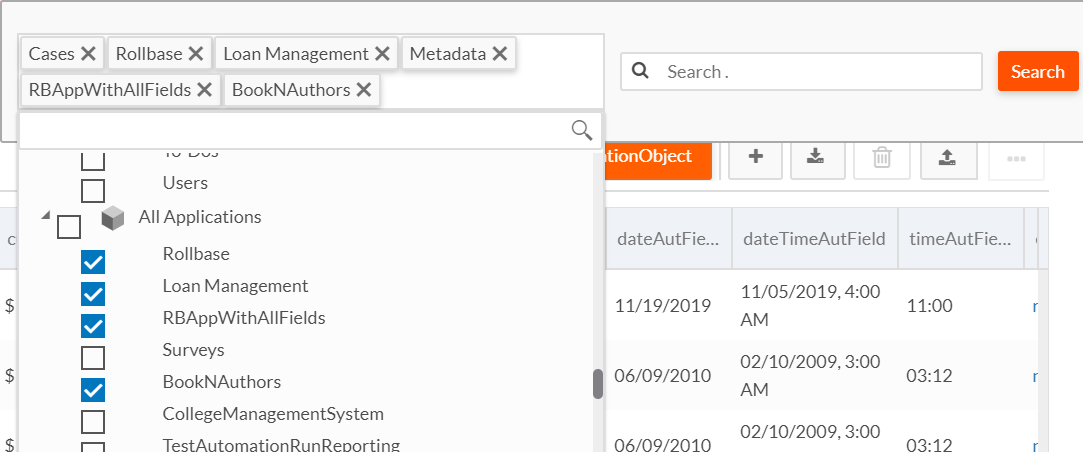 Cases Rollbase Loan Management Metadata
RBAppWithAllFields BookNAuthors
Search .
Search
To-Dos
Users
All Applications
Rollbase
Loan Management
RBAppWithAllFields
Surveys
BookNAuthors
CollegeManagementSystem
TestAutomationRunReporting
ationObject
c dateAutFie... dateTimeAutField timeAutFie...
$ 11/19/2019 11/05/2019, 4:00 AM 11:00 r
$ 06/09/2010 02/10/2009, 3:00 AM 03:12 r
$ 06/09/2010 02/10/2009, 3:00 03:12 r